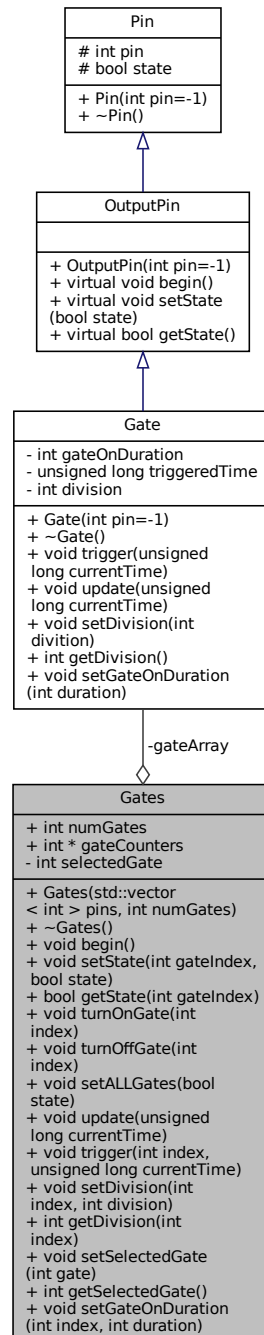 Pin
# int pin
# bool state
+ Pin(int pin=-1)
+ ~Pin()
OutputPin
+ OutputPin(int pin=-1)
+ virtual void begin()
+ virtual void setState
(bool state)
+ virtual bool getState()
Gate
- int gateOnDuration
- unsigned long triggeredTime
- int division
+ Gate(int pin=-1)
+ ~Gate()
+ void trigger(unsigned
long currentTime)
+ void update(unsigned
long currentTime)
+ void setDivision(int
divition)
+ int getDivision()
+ void setGateOnDuration
(int duration)
-gateArray
Gates
+ int numGates
+ int * gateCounters
- int selectedGate
+ Gates(std::vector
< int > pins, int numGates)
+ ~Gates()
+ void begin()
+ void setState(int gateIndex,
bool state)
+ bool getState(int gateIndex)
+ void turnOnGate(int
index)
+ void turnOffGate(int
index)
+ void setALLGates(bool
state)
+ void update(unsigned
long currentTime)
+ void trigger(int index,
unsigned long currentTime)
+ void setDivision(int
index, int division)
+ int getDivision(int
index)
+ void setSelectedGate
(int gate)
+ int getSelectedGate()
+ void setGateOnDuration
(int index, int duration)